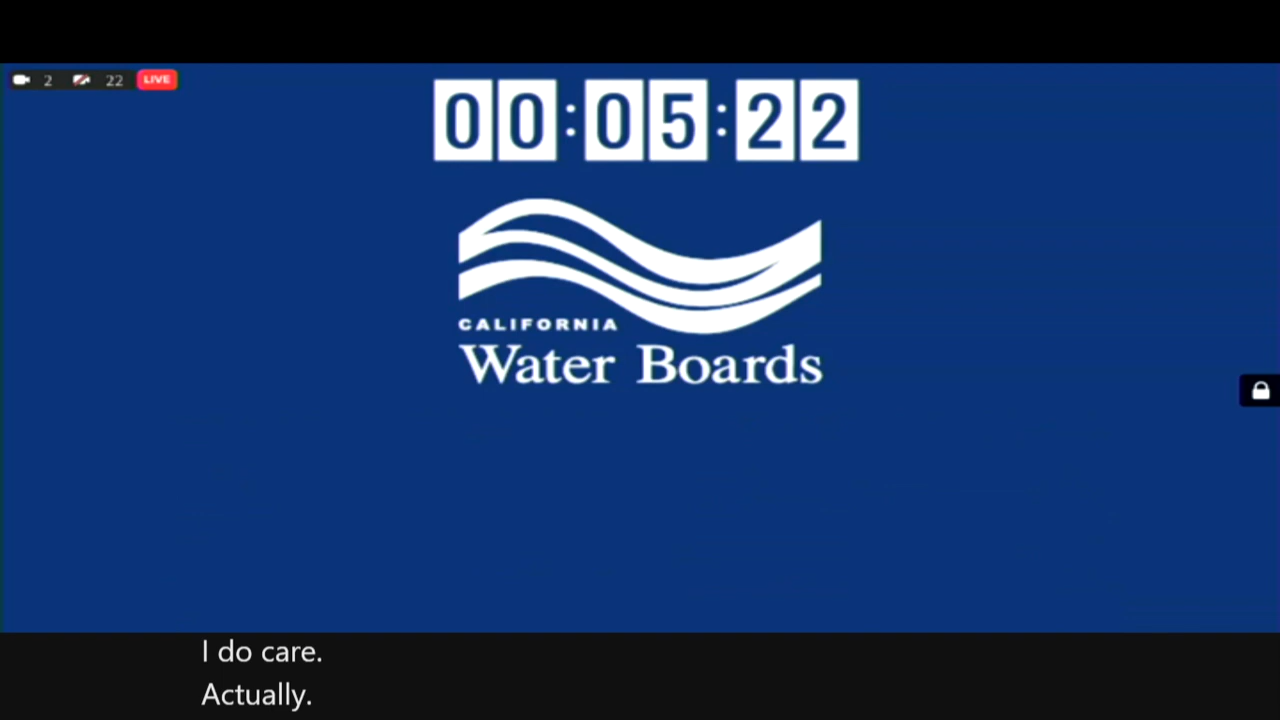 2 22 LIVE
00:05:22
CALIFORNIA
Water Boards
I do care.
Actually.